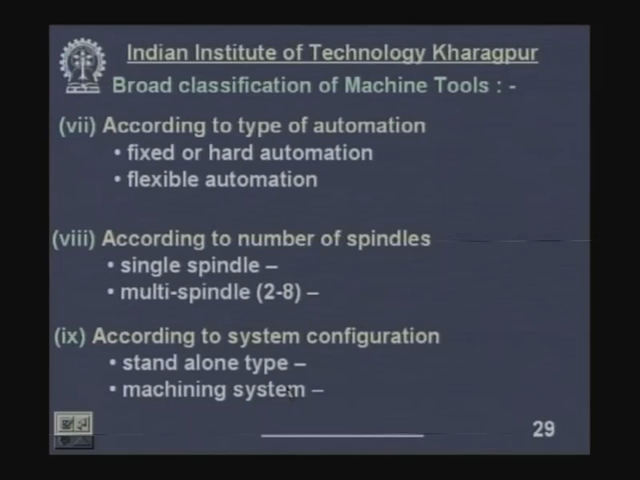 Indian Institute of Technology Kharagpur
Broad classification of Machine Tools : -
(vii) According to type of automation
• fixed or hard automation
• flexible automation
(viii) According to number of spindles
• single spindle –
• multi-spindle (2-8) –
(ix) According to system configuration
• stand alone type –
• machining system –
29